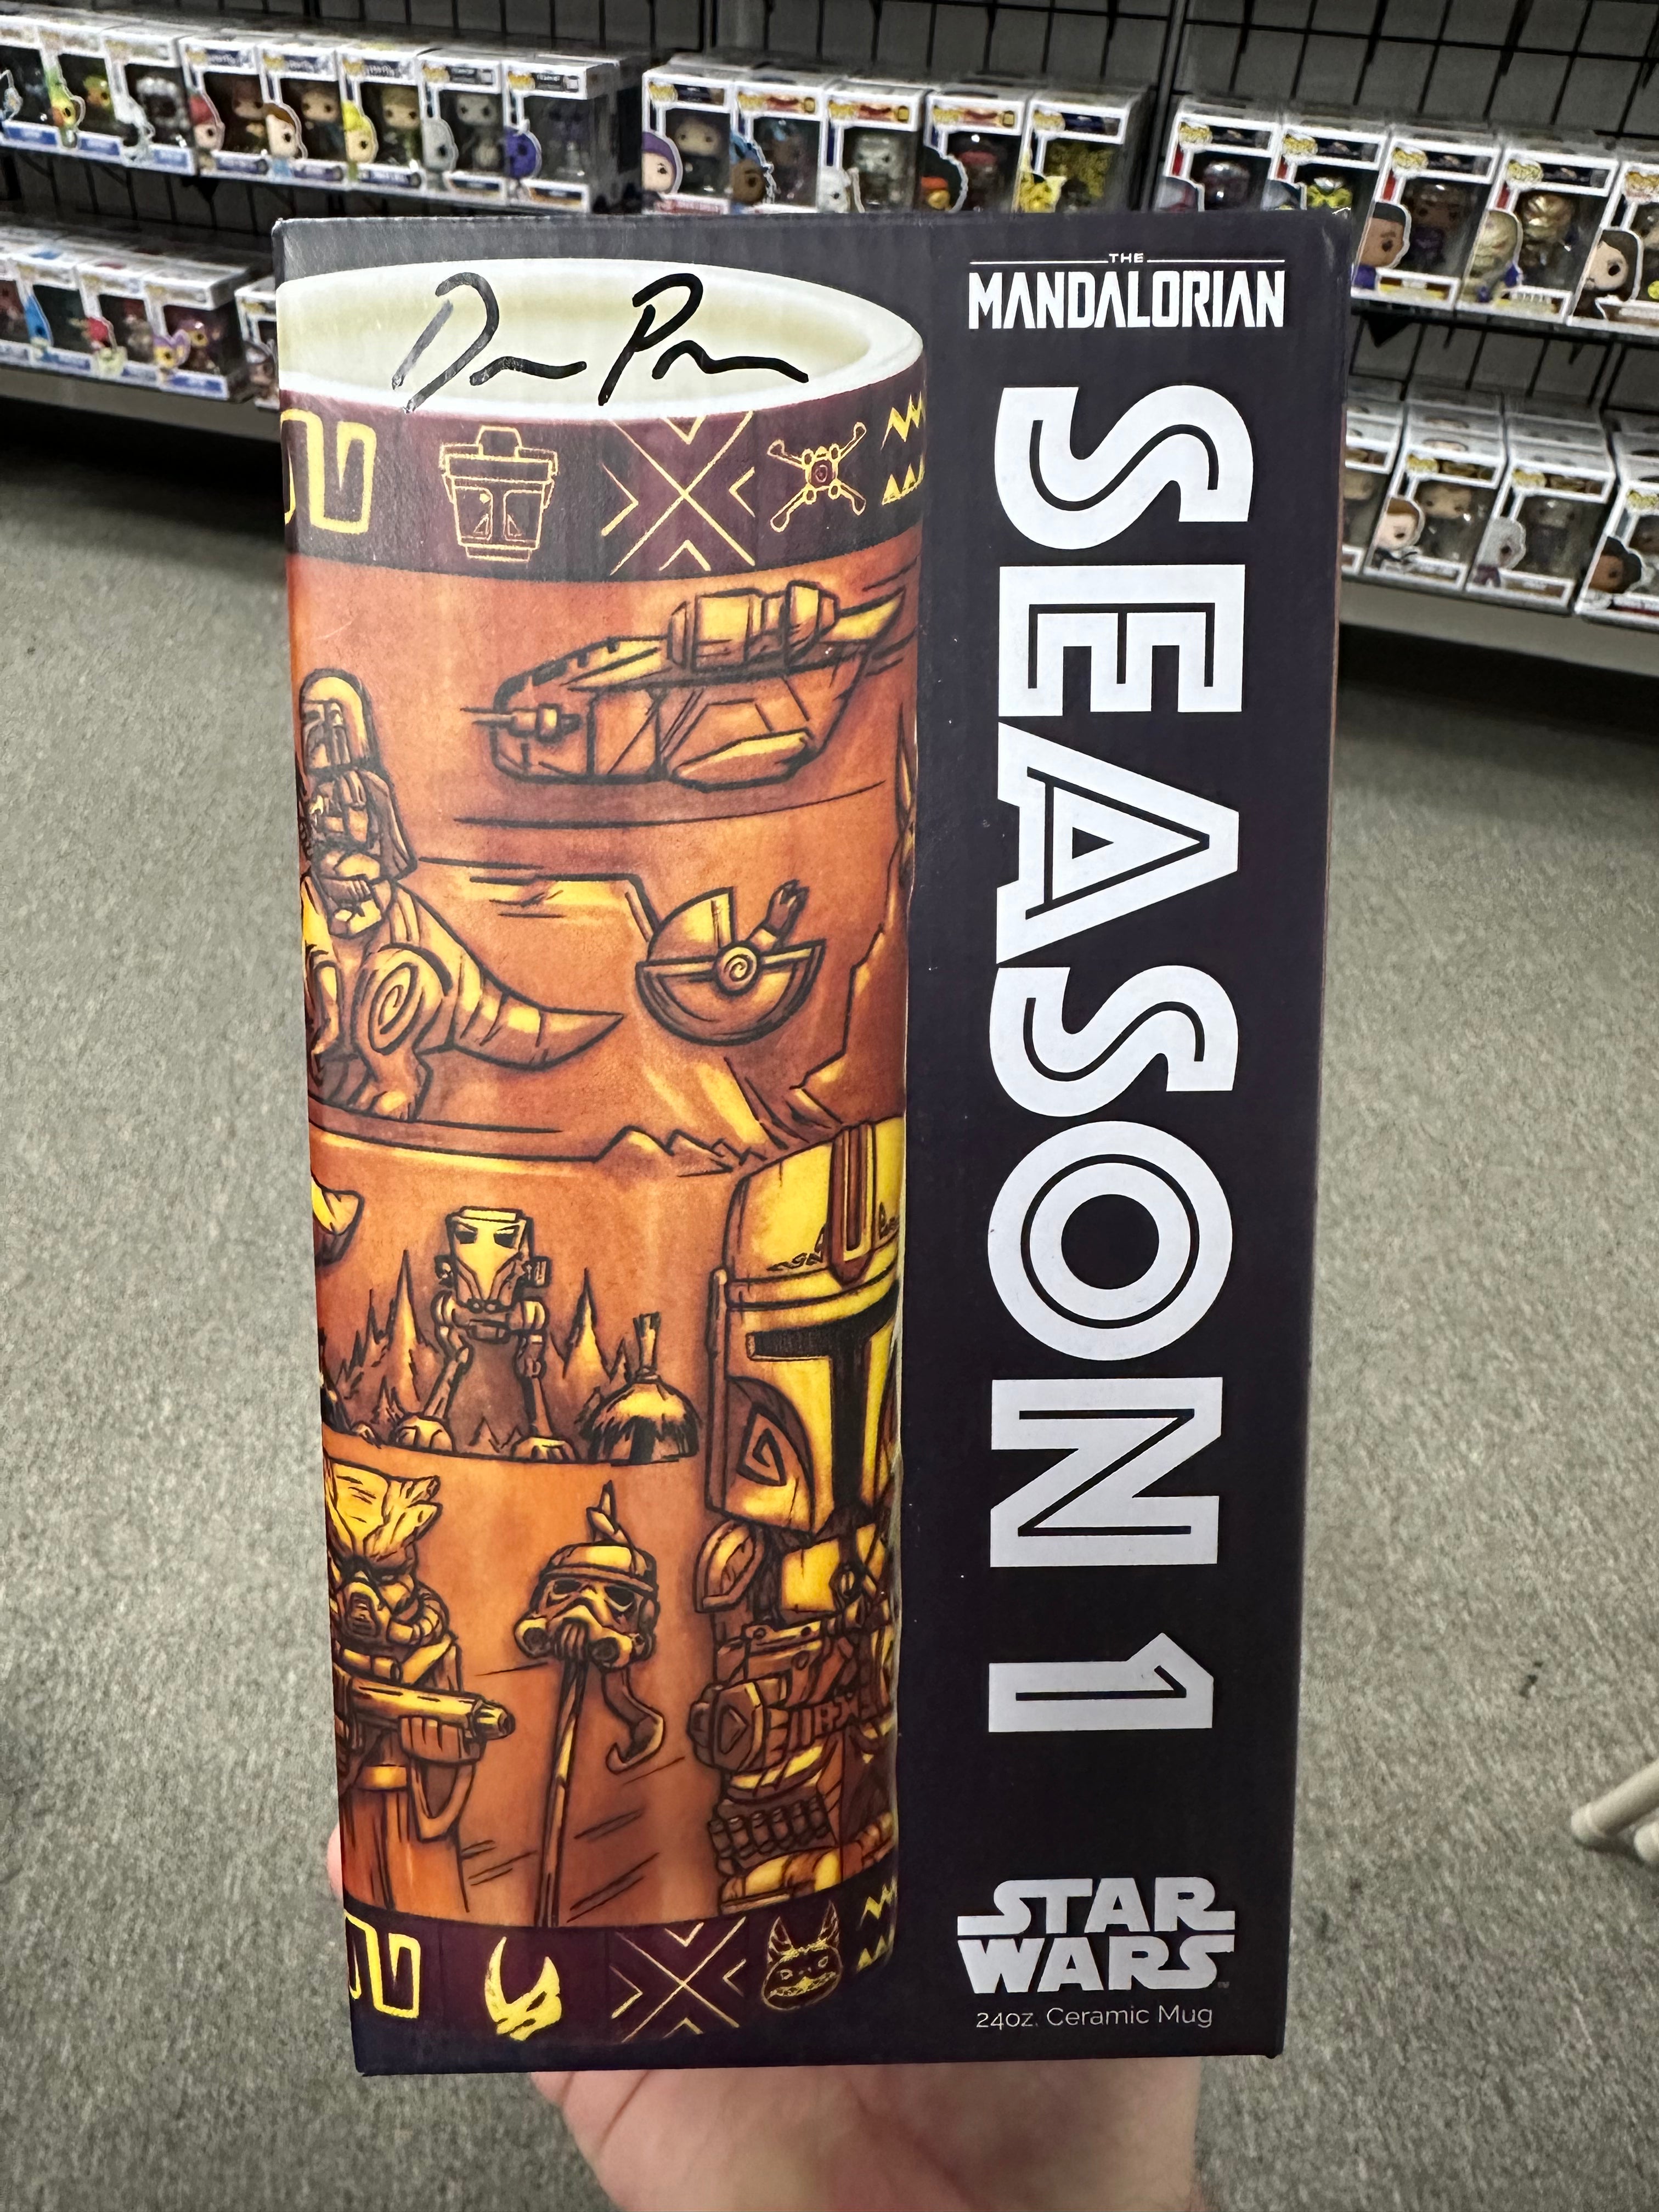 THE
MANDALORIAN
SEASON 1
STAR
WARS
24oz. Ceramic Mug